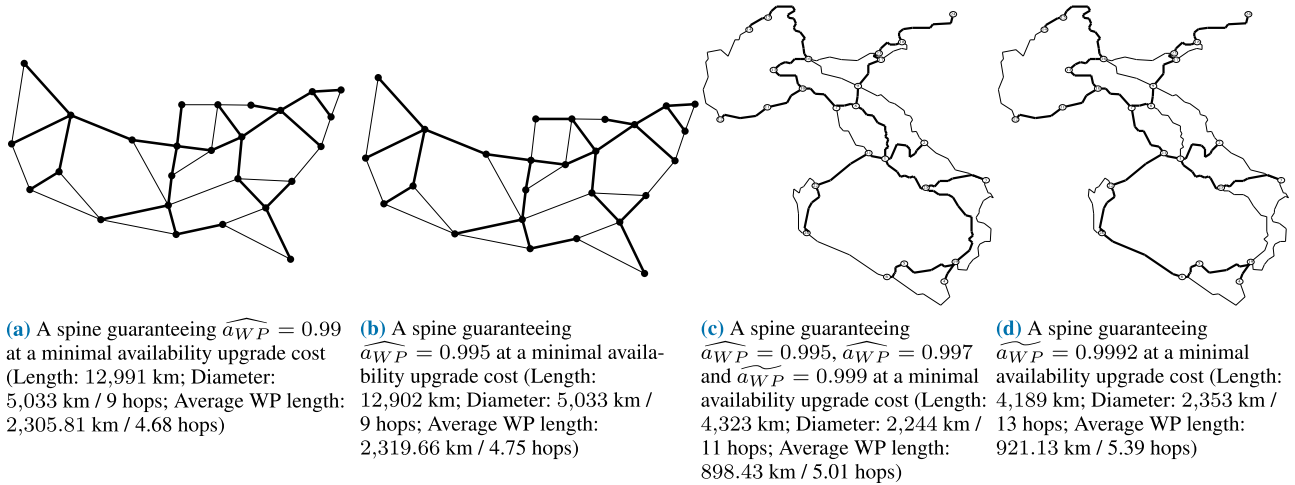 (a) A spine guaranteeing $\widehat{a_{WP}}$ = 0.99
at a minimal availability upgrade cost
(Length: 12,991 km; Diameter:
5,033 km / 9 hops; Average WP length:
2,305.81 km / 4.68 hops)
(b) A spine guaranteeing
$\widehat{a_{WP}}$ = 0.995 at a minimal availa-
bility upgrade cost (Length:
12,902 km; Diameter: 5,033 km /
9 hops; Average WP length:
2,319.66 km / 4.75 hops)
(c) A spine guaranteeing
$\widehat{a_{WP}}$ = 0.995, $\widehat{a_{WP}}$ = 0.997
and $\widetilde{a_{WP}}$ = 0.999 at a minimal
availability upgrade cost (Length:
4,323 km; Diameter: 2,244 km /
11 hops; Average WP length:
898.43 km / 5.01 hops)
(d) A spine guaranteeing
$\widetilde{a_{WP}}$ = 0.9992 at a minimal
availability upgrade cost (Length:
4,189 km; Diameter: 2,353 km /
13 hops; Average WP length:
921.13 km / 5.39 hops)